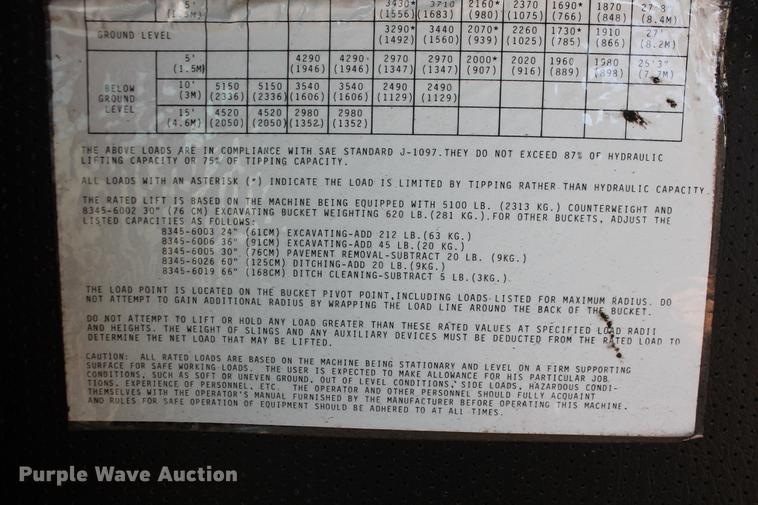 5' 3430* 3710 2160* 2370 1690* 1870 27'8"
(1.5M) (1556) (1683) (980) (1075) (766) (848) (8.4M)
GROUND LEVEL 3290* 3440 2070* 2260 1730* 1910 27'
(1492) (1560) (939) (1025) (785) (866) (8.2M)
5' 4290 4290* 2970 2970 2000* 2020 1960 1980 25'3"
(1.5M) (1946) (1946) (1347) (1347) (907) (916) (889) (898) (7.7M)
BELOW GROUND LEVEL 10' 5150 5150 3540 3540 2490 2490
(3M) (2336) (2336) (1606) (1606) (1129) (1129)
15' 4520 4520 2980 2980
(4.6M) (2050) (2050) (1352) (1352)
THE ABOVE LOADS ARE IN COMPLIANCE WITH SAE STANDARD J-1097.THEY DO NOT EXCEED 87% OF HYDRAULIC
LIFTING CAPACITY OR 75% OF TIPPING CAPACITY.
ALL LOADS WITH AN ASTERISK (*) INDICATE THE LOAD IS LIMITED BY TIPPING RATHER THAN HYDRAULIC CAPACITY
THE RATED LIFT IS BASED ON THE MACHINE BEING EQUIPPED WITH 5100 LB. (2313 KG.) COUNTERWEIGHT AND
8345-6002 30" (76 CM) EXCAVATING BUCKET WEIGHTING 620 LB.(281 KG.).FOR OTHER BUCKETS, ADJUST THE
LISTED CAPACITIES AS FOLLOWS:
8345-6003 24" (61CM) EXCAVATING-ADD 212 LB.(63 KG.)
8345-6006 36" (91CM) EXCAVATING-ADD 45 LB.(20 KG.)
8345-6005 30" (76CM) PAVEMENT REMOVAL-SUBTRACT 20 LB. (9KG.)
8345-6026 60" (125CM) DITCHING-ADD 20 LB.(9KG.)
8345-6019 66" (168CM) DITCH CLEANING-SUBTRACT 5 LB.(3KG.)
THE LOAD POINT IS LOCATED ON THE BUCKET PIVOT POINT,INCLUDING LOADS LISTED FOR MAXIMUM RADIUS. DO
NOT ATTEMPT TO GAIN ADDITIONAL RADIUS BY WRAPPING THE LOAD LINE AROUND THE BACK OF THE BUCKET.
DO NOT ATTEMPT TO LIFT OR HOLD ANY LOAD GREATER THAN THESE RATED VALUES AT SPECIFIED LOAD RADII
AND HEIGHTS. THE WEIGHT OF SLINGS AND ANY AUXILIARY DEVICES MUST BE DEDUCTED FROM THE RATED LOAD TO
DETERMINE THE NET LOAD THAT MAY BE LIFTED.
CAUTION: ALL RATED LOADS ARE BASED ON THE MACHINE BEING STATIONARY AND LEVEL ON A FIRM SUPPORTING
SURFACE FOR SAFE WORKING LOADS. THE USER IS EXPECTED TO MAKE ALLOWANCE FOR HIS PARTICULAR JOB
CONDITIONS, SUCH AS SOFT OR UNEVEN GROUND, OUT OF LEVEL CONDITIONS, SIDE LOADS, HAZARDOUS CONDI-
TIONS, EXPERIENCE OF PERSONNEL, ETC. THE OPERATOR AND OTHER PERSONNEL SHOULD FULLY ACQUAINT
THEMSELVES WITH THE OPERATOR'S MANUAL FURNISHED BY THE MANUFACTURER BEFORE OPERATING THIS MACHINE.
AND RULES FOR SAFE OPERATION OF EQUIPMENT SHOULD BE ADHERED TO AT ALL TIMES.
Purple Wave Auction